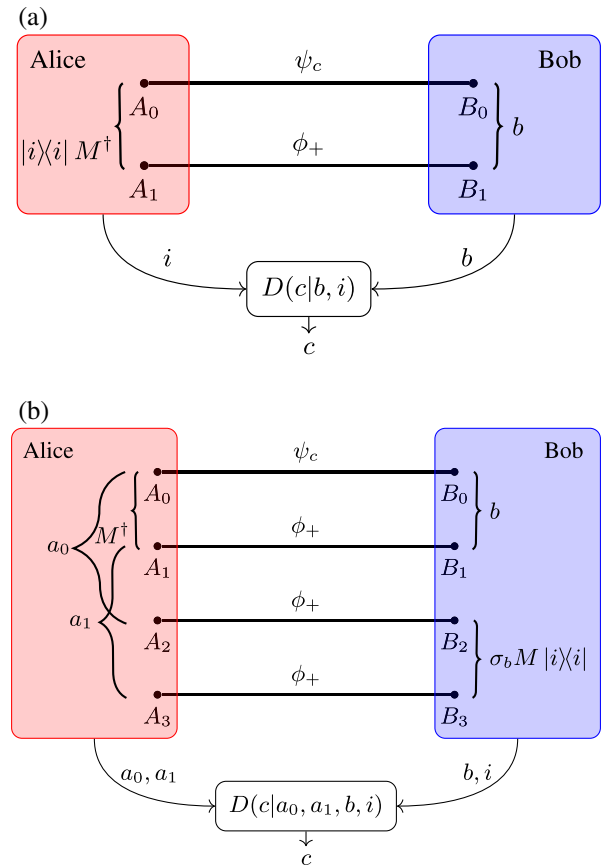 (a)
Alice
ψ_c
Bob
A_0
B_0
|i⟩⟨i| M^†
b
ϕ_+
A_1
B_1
i
b
D(c|b, i)
c
(b)
Alice
ψ_c
Bob
A_0
B_0
M^†
b
a_0
ϕ_+
A_1
B_1
a_1
ϕ_+
A_2
B_2
σ_b M |i⟩⟨i|
ϕ_+
A_3
B_3
a_0, a_1
b, i
D(c|a_0, a_1, b, i)
c